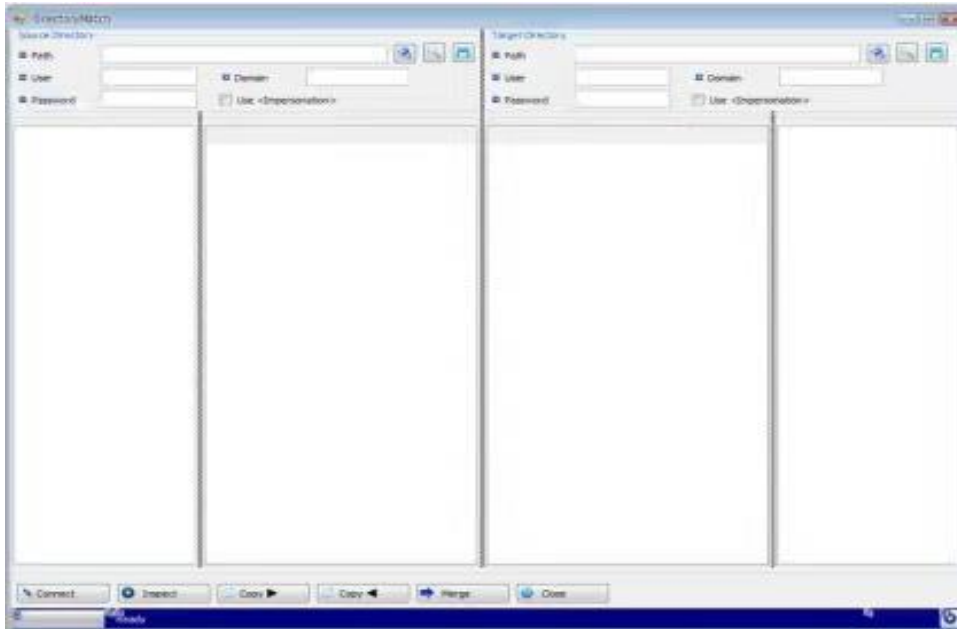 DirectoryMatch
Source Directory
Target Directory
Path
Path
User
Domain
User
Domain
Password
Use <Impersonation>
Password
Use <Impersonation>
Connect
Inspect
Copy ▶
Copy ◀
Merge
Close
Ready